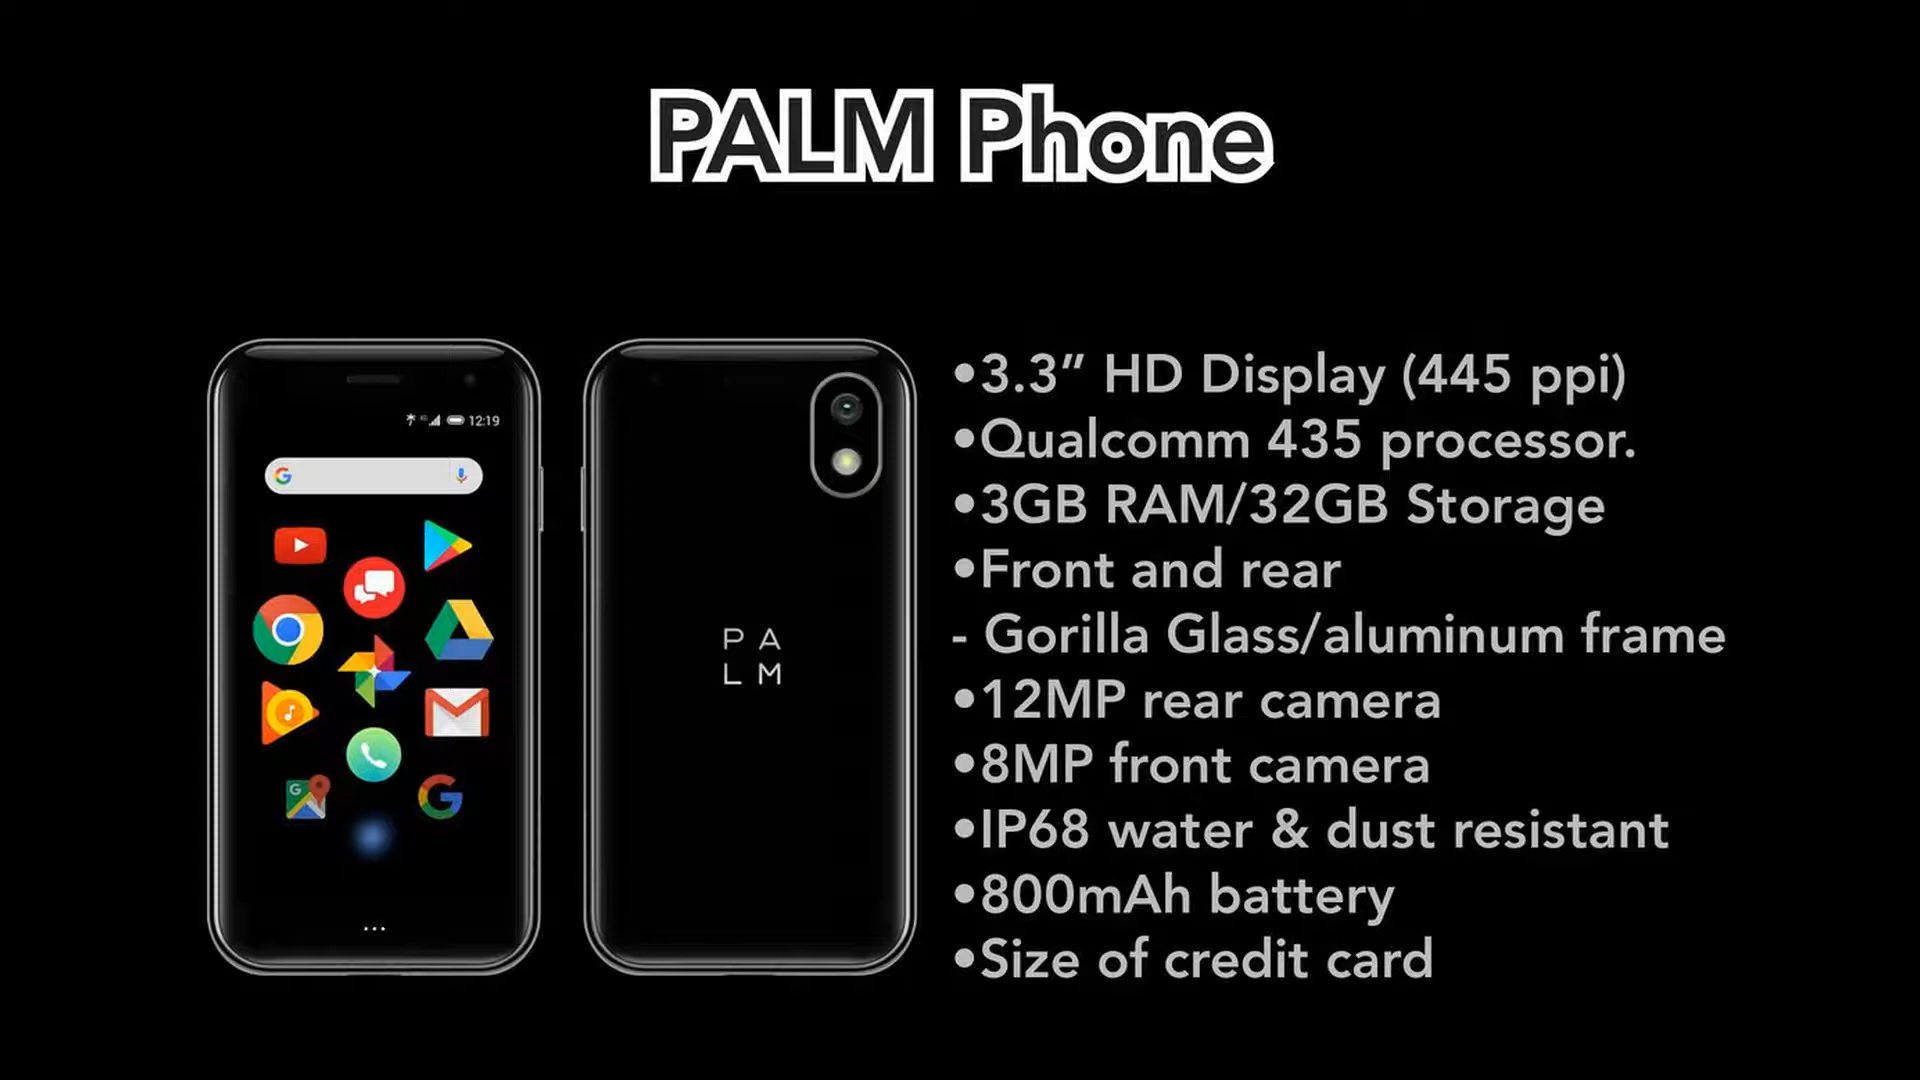 PALM Phone
12:19
P A
L M
•3.3” HD Display (445 ppi)
•Qualcomm 435 processor.
•3GB RAM/32GB Storage
•Front and rear
- Gorilla Glass/aluminum frame
•12MP rear camera
•8MP front camera
•IP68 water & dust resistant
•800mAh battery
•Size of credit card